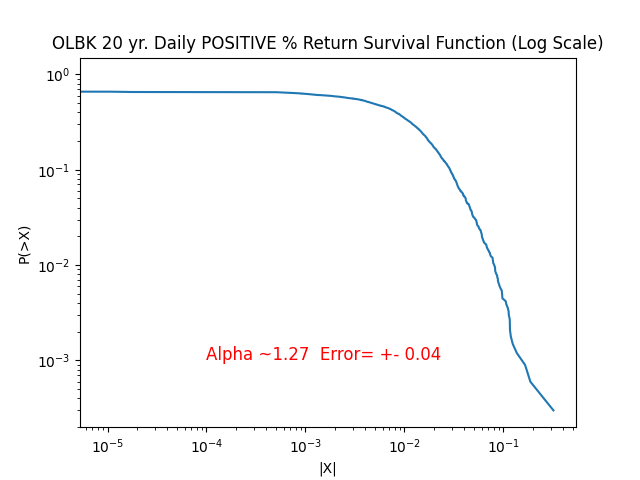 OLBK 20 yr. Daily POSITIVE % Return Survival Function (Log Scale)
10⁰
10⁻¹
10⁻²
10⁻³
P(>X)
Alpha ~1.27  Error= +- 0.04
10⁻⁵ 10⁻⁴ 10⁻³ 10⁻² 10⁻¹
|X|